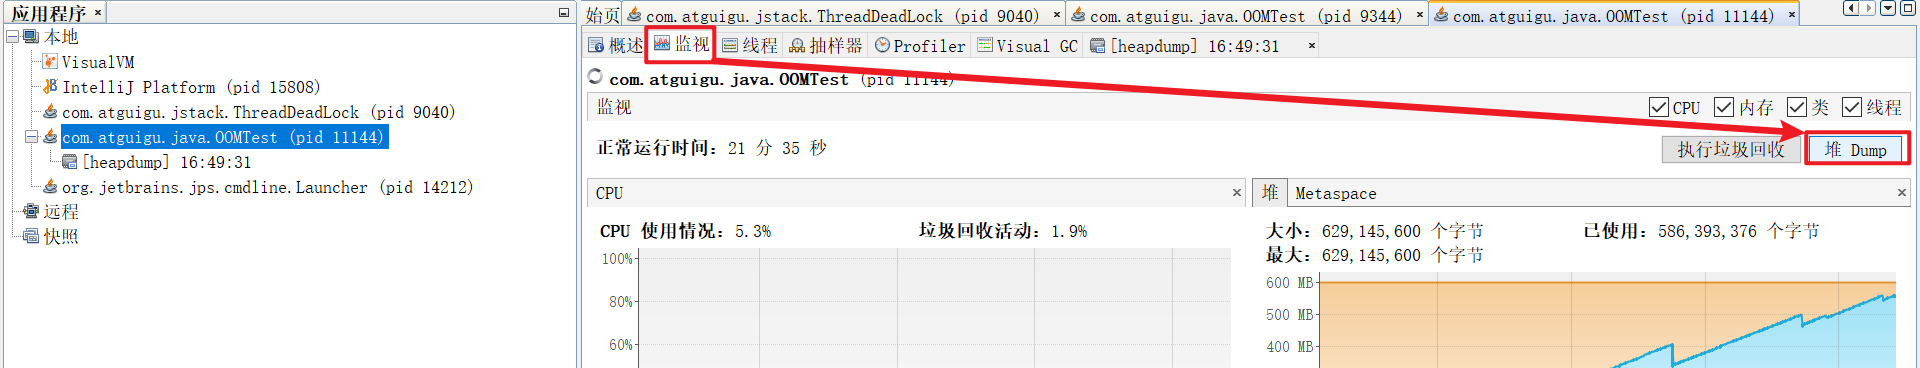 应用程序 ×
本地
VisualVM
IntelliJ Platform (pid 15808)
com.atguigu.jstack.ThreadDeadLock (pid 9040)
com.atguigu.java.OOMTest (pid 11144)
[heapdump] 16:49:31
org.jetbrains.jps.cmdline.Launcher (pid 14212)
远程
快照
始页 com.atguigu.jstack.ThreadDeadLock (pid 9040) × com.atguigu.java.OOMTest (pid 9344) × com.atguigu.java.OOMTest (pid 11144) ×
概述 监视 线程 抽样器 Profiler Visual GC [heapdump] 16:49:31 ×
com.atguigu.java.OOMTest (pid 11144)
监视 CPU 内存 类 线程
正常运行时间: 21 分 35 秒 执行垃圾回收 堆 Dump
CPU × 堆 Metaspace ×
CPU 使用情况: 5.3% 垃圾回收活动: 1.9% 大小: 629,145,600 个字节 已使用: 586,393,376 个字节
最大: 629,145,600 个字节
100%
80%
60%
600 MB
500 MB
400 MB